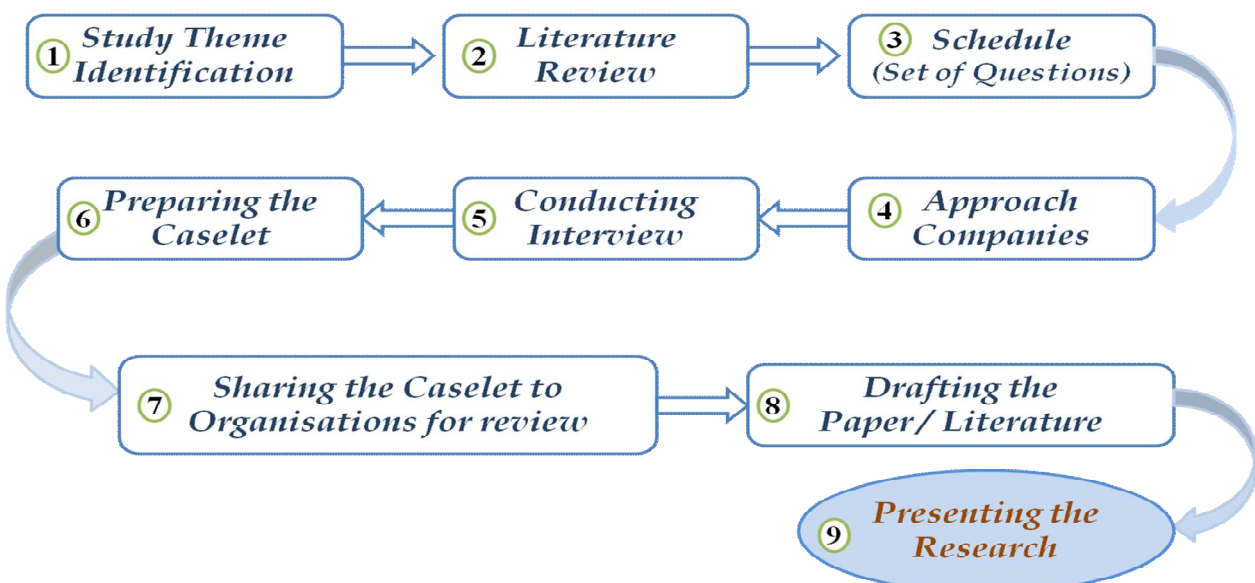 1 Study Theme
Identification
2 Literature
Review
3 Schedule
(Set of Questions)
4 Approach
Companies
5 Conducting
Interview
6 Preparing the
Caselet
7 Sharing the Caselet to
Organisations for review
8 Drafting the
Paper/ Literature
9 Presenting the
Research